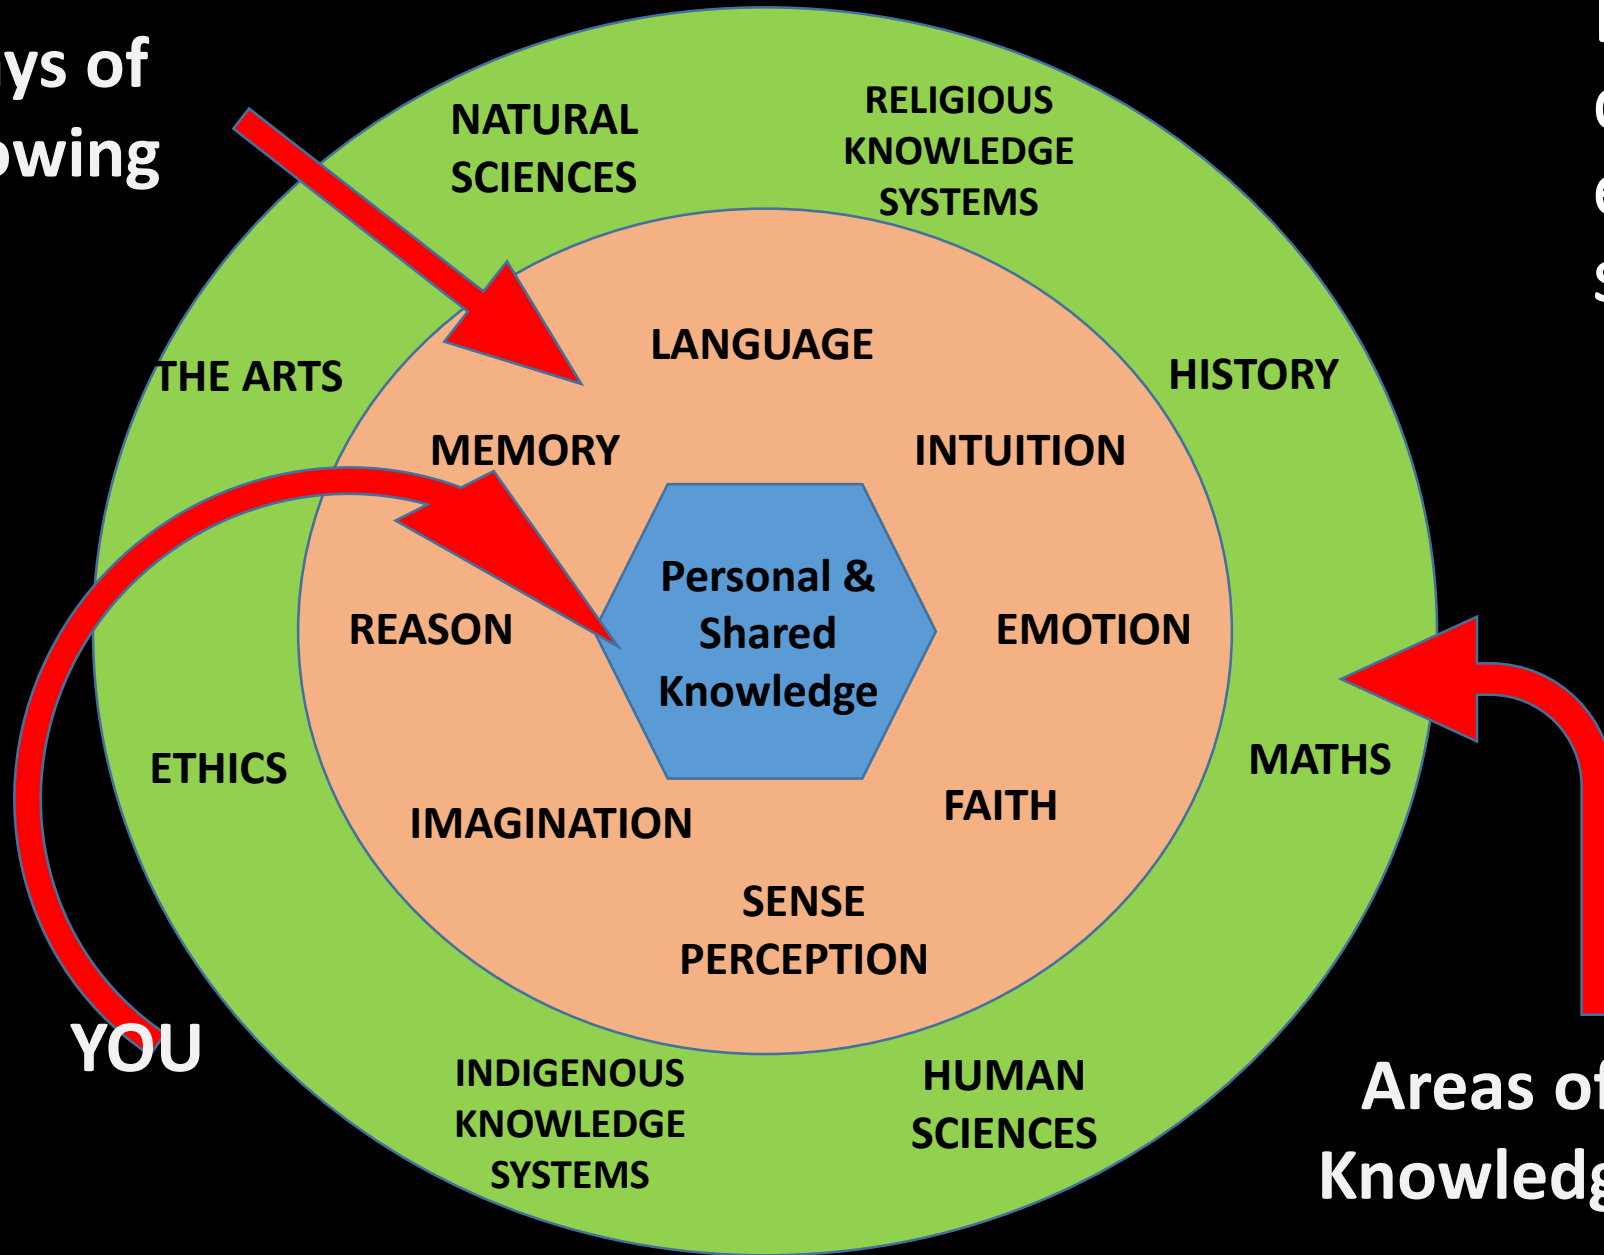 ys of
owing
NATURAL
SCIENCES
RELIGIOUS
KNOWLEDGE
SYSTEMS
THE ARTS
LANGUAGE
HISTORY
MEMORY
INTUITION
Personal &
Shared
Knowledge
REASON
EMOTION
ETHICS
MATHS
IMAGINATION
FAITH
SENSE
PERCEPTION
YOU
INDIGENOUS
KNOWLEDGE
SYSTEMS
HUMAN
SCIENCES
Areas of
Knowledg